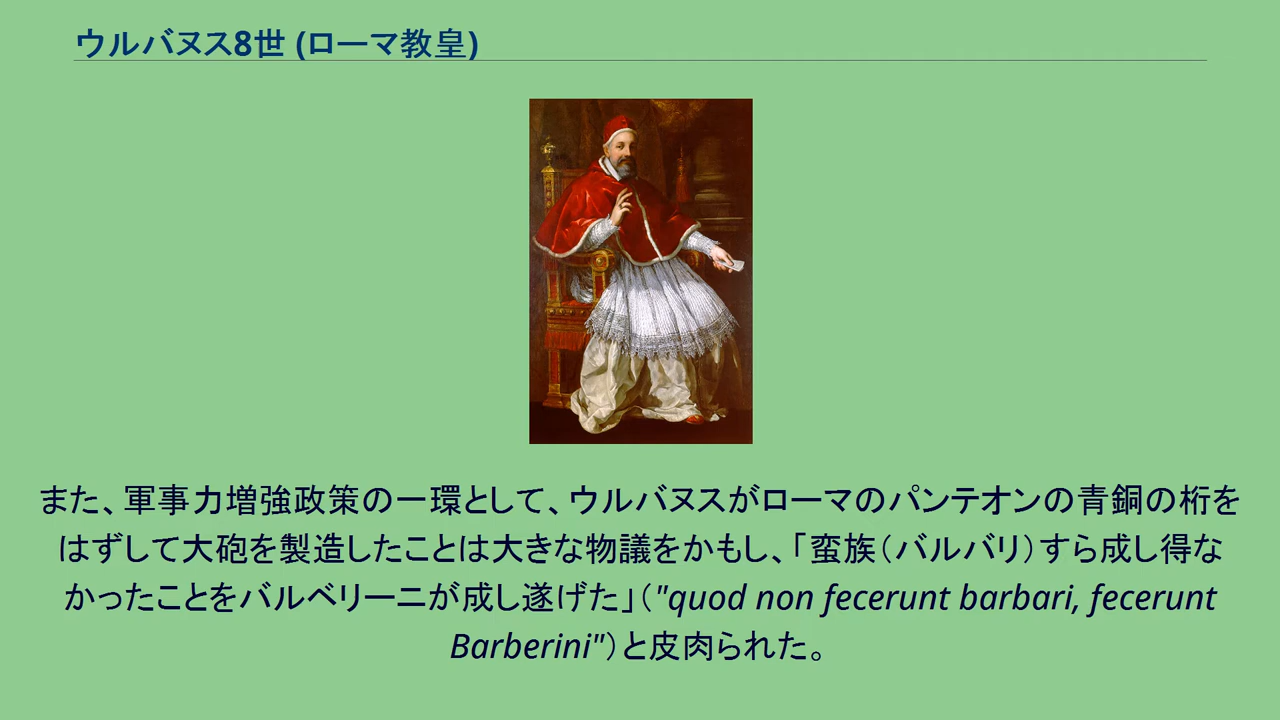 ウルバヌス8世 (ローマ教皇)
また、軍事力増強政策の一環として、ウルバヌスがローマのパンテオンの青銅の桁を
はずして大砲を製造したことは大きな物議をかもし、「蛮族（バルバリ）すら成し得な
かったことをバルベリーニが成し遂げた」（"quod non fecerunt barbari, fecerunt
Barberini"）と皮肉られた。